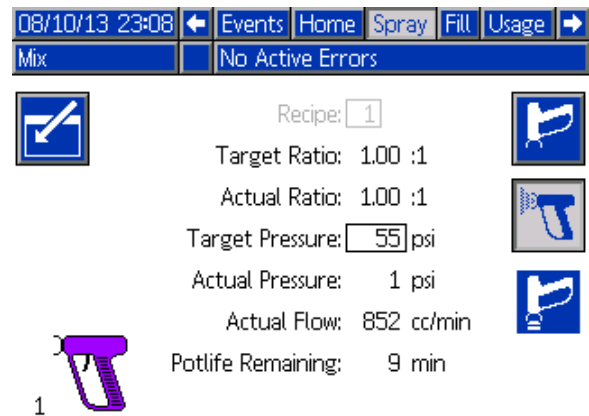 08/10/13 23:08 Events Home Spray Fill Usage
Mix No Active Errors
Recipe: 1
Target Ratio: 1.00 :1
Actual Ratio: 1.00 :1
Target Pressure: 55 psi
Actual Pressure: 1 psi
Actual Flow: 852 cc/min
Potlife Remaining: 9 min
1